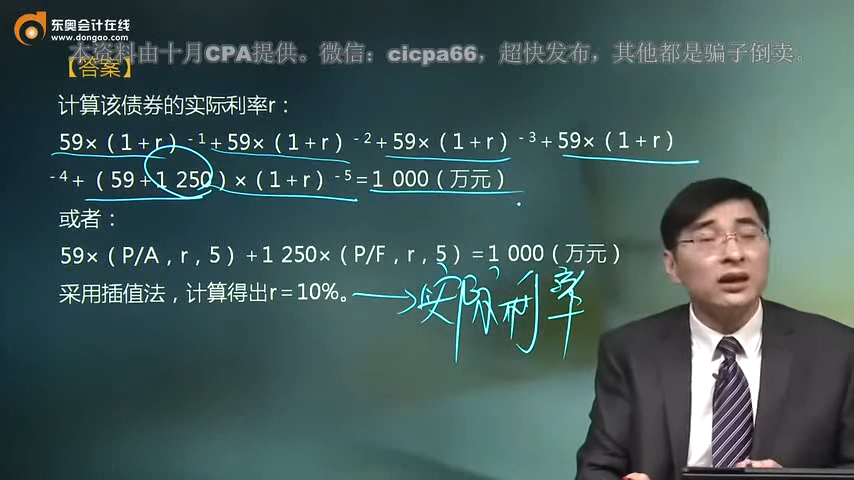 东奥会计在线
www.dongao.com
本资料由十月CPA提供。微信：cicpa66，超快发布，其他都是骗子倒卖。
【答案】
计算该债券的实际利率r：
59×（1+r）-1+59×（1+r）-2+59×（1+r）-3+59×（1+r）
-4+（59+1 250）×（1+r）-5=1 000（万元）
或者：
59×（P/A，r，5）+1 250×（P/F，r，5）=1 000（万元）
采用插值法，计算得出r=10%。
实际利率